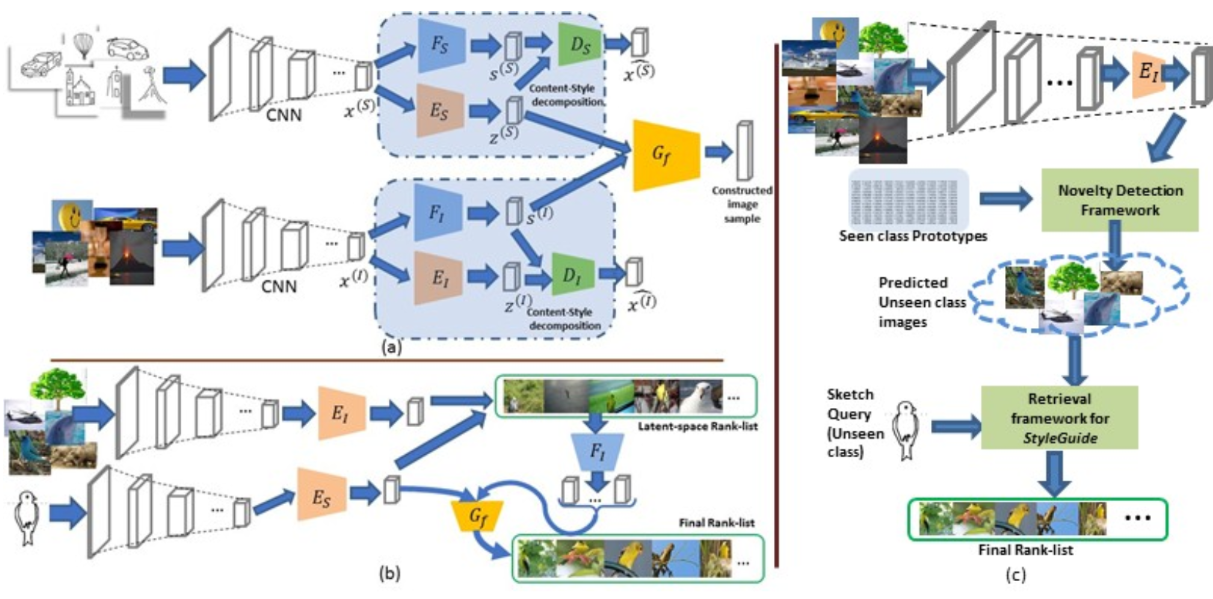 F_S
s^(S)
D_S
x̂^(S)
Content-Style
decomposition
CNN
x^(S)
E_S
z^(S)
G_f
Constructed
image
sample
F_I
s^(I)
CNN
x^(I)
E_I
z^(I)
D_I
x̂^(I)
Content-Style
decomposition
(a)
E_I
...
Latent-space Rank-list
F_I
E_S
...
G_f
Final Rank-list
...
(b)
E_I
Novelty Detection
Framework
Seen class Prototypes
Predicted
Unseen class
images
Sketch
Query
(Unseen
class)
Retrieval
framework for
StyleGuide
...
Final Rank-list
(c)